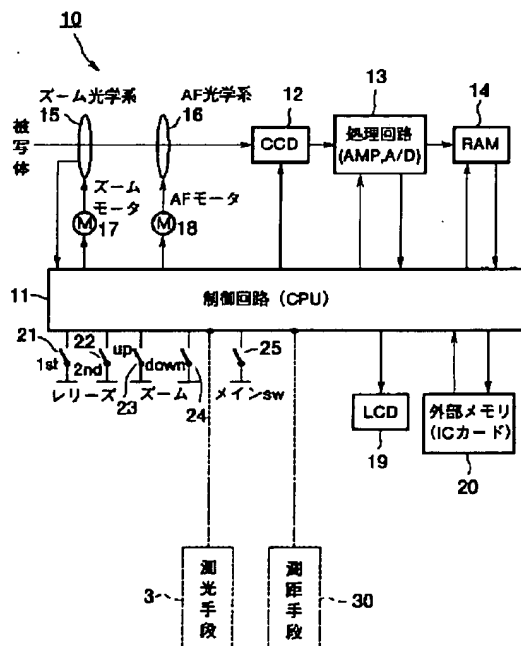 10
ズーム光学系
15
AF光学系
16
12
13
14
被写体
CCD
処理回路
(AMP,A/D)
RAM
ズーム
モータ
M
17
AFモータ
M
18
11
制御回路 (CPU)
21
1st
22
2nd
up
23
down
24
25
レリーズ
ズーム
メインsw
LCD
19
外部メモリ
(ICカード)
20
測光手段
3
測距手段
30